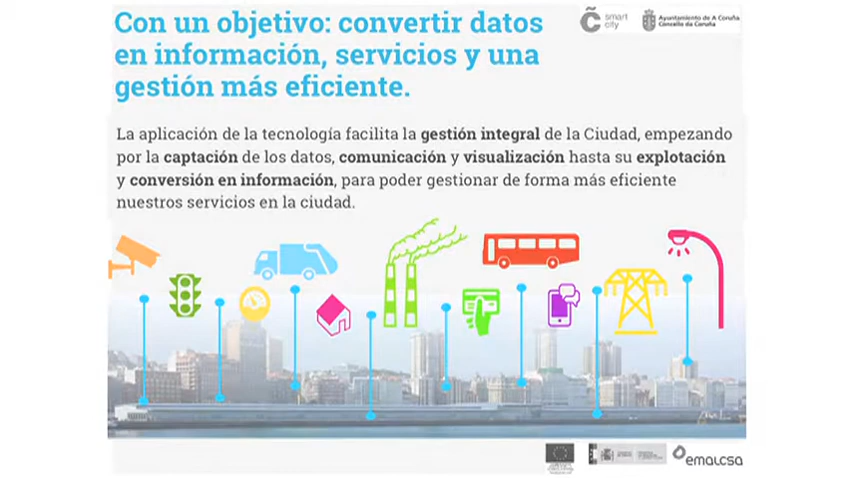 Con un objetivo: convertir datos
en información, servicios y una
gestión más eficiente.
smart
city
Ayuntamiento de A Coruña
Concello da Coruña
La aplicación de la tecnología facilita la gestión integral de la Ciudad, empezando
por la captación de los datos, comunicación y visualización hasta su explotación
y conversión en información, para poder gestionar de forma más eficiente
nuestros servicios en la ciudad.
emalcsa